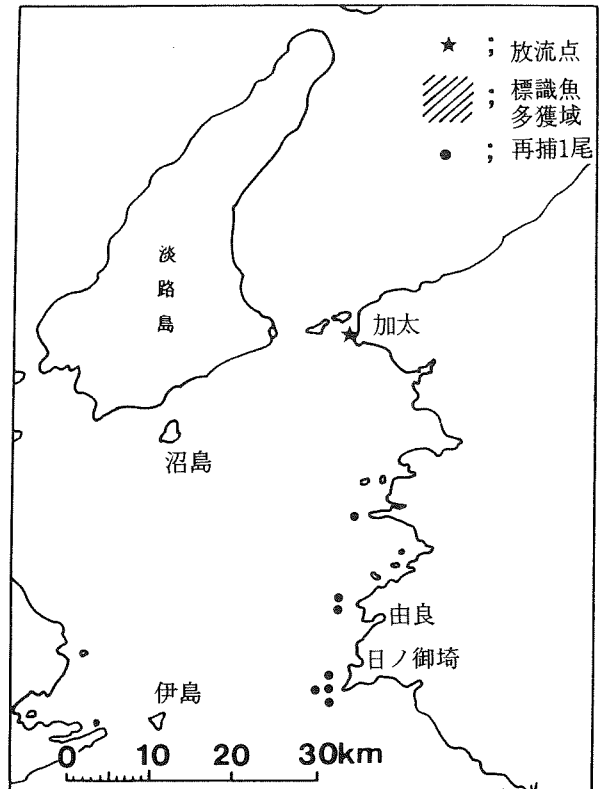 ★ ; 放流点
; 標識魚
多獲域
● ; 再捕1尾
淡路島
加太
沼島
由良
日ノ御埼
伊島
0 10 20 30km